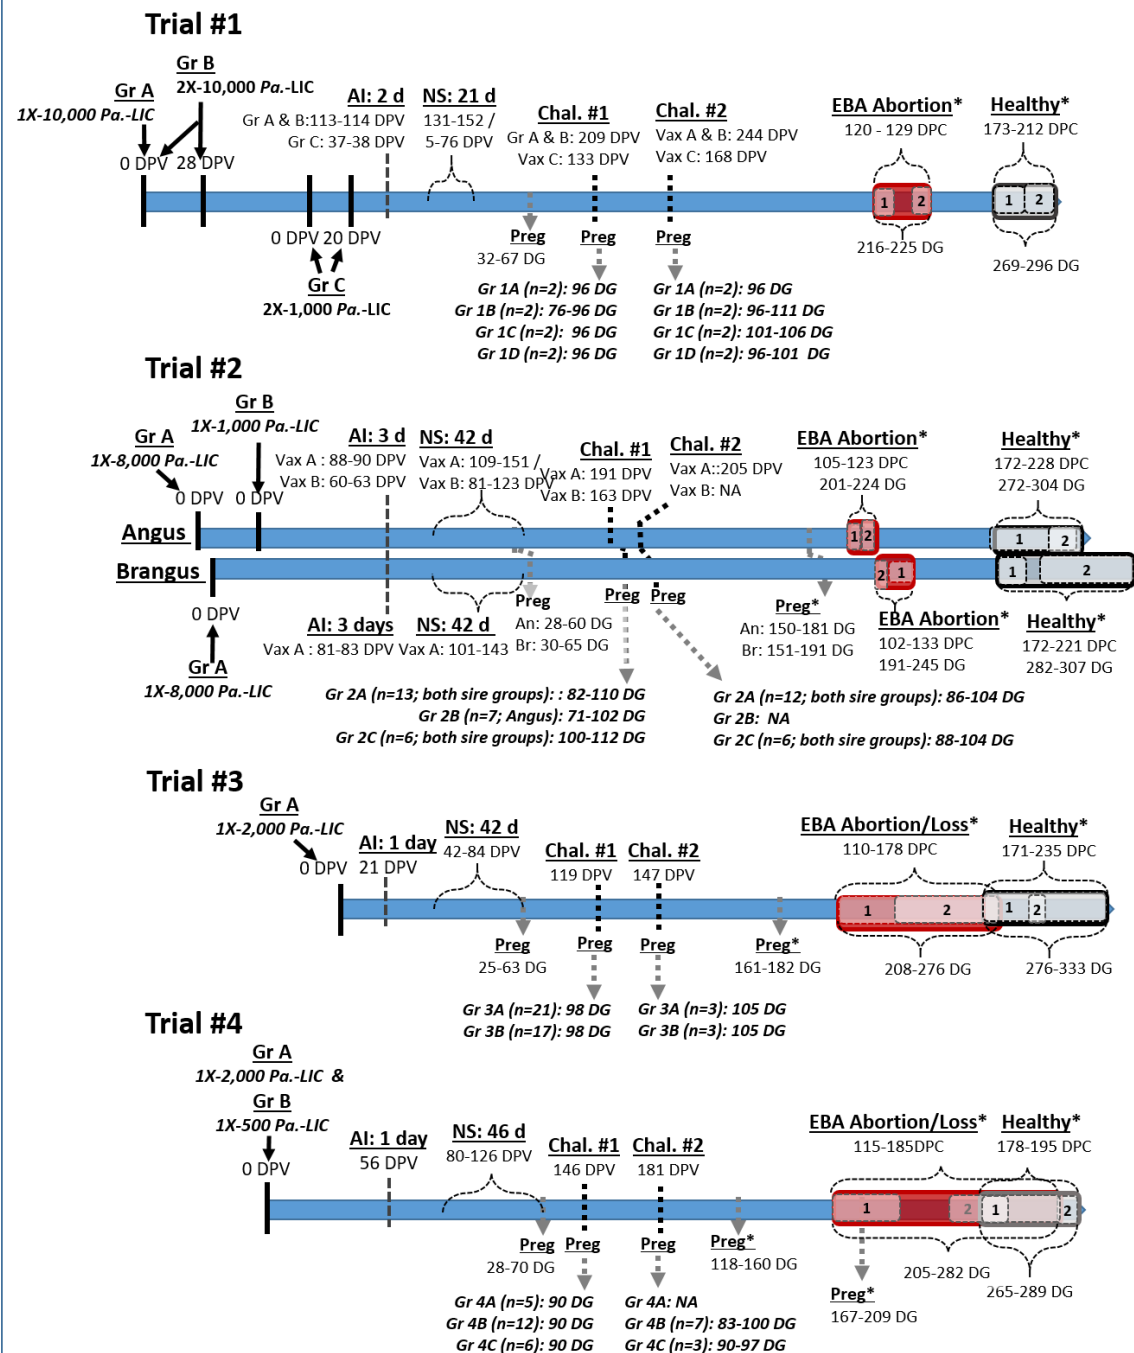 Trial #1
Gr B
2X-10,000 Pa.-LIC
Gr A
1X-10,000 Pa.-LIC
AI: 2 d
Gr A & B:113-114 DPV
Gr C: 37-38 DPV
NS: 21 d
131-152 /
5-76 DPV
Chal. #1
Gr A & B: 209 DPV
Vax C: 133 DPV
Chal. #2
Vax A & B: 244 DPV
Vax C: 168 DPV
EBA Abortion*
120 - 129 DPC
Healthy*
173-212 DPC
0 DPV 28 DPV
1 2
1 2
0 DPV 20 DPV
Gr C
2X-1,000 Pa.-LIC
Preg
32-67 DG
Preg
Preg
216-225 DG
269-296 DG
Gr 1A (n=2): 96 DG
Gr 1B (n=2): 76-96 DG
Gr 1C (n=2): 96 DG
Gr 1D (n=2): 96 DG
Gr 1A (n=2): 96 DG
Gr 1B (n=2): 96-111 DG
Gr 1C (n=2): 101-106 DG
Gr 1D (n=2): 96-101 DG
Trial #2
Gr B
1X-1,000 Pa.-LIC
Gr A
1X-8,000 Pa.-LIC
AI: 3 d
Vax A : 88-90 DPV
Vax B: 60-63 DPV
NS: 42 d
Vax A: 109-151 /
Vax B: 81-123 DPV
Chal. #1
Vax A: 191 DPV
Vax B: 163 DPV
Chal. #2
Vax A::205 DPV
Vax B: NA
EBA Abortion*
105-123 DPC
201-224 DG
Healthy*
172-228 DPC
272-304 DG
0 DPV 0 DPV
Angus
1 2
1 2
Brangus
2 1
1 2
0 DPV
Gr A
1X-8,000 Pa.-LIC
AI: 3 days
Vax A : 81-83 DPV
NS: 42 d
Vax A: 101-143
Preg
An: 28-60 DG
Br: 30-65 DG
Preg Preg
Preg*
An: 150-181 DG
Br: 151-191 DG
EBA Abortion*
102-133 DPC
191-245 DG
Healthy*
172-221 DPC
282-307 DG
Gr 2A (n=13; both sire groups): : 82-110 DG
Gr 2B (n=7; Angus) 71-102 DG
Gr 2C (n=6; both sire groups): 100-112 DG
Gr 2A (n=12; both sire groups): 86-104 DG
Gr 2B: NA
Gr 2C (n=6; both sire groups): 88-104 DG
Trial #3
Gr A
1X-2,000 Pa.-LIC
0 DPV
AI: 1 day
21 DPV
NS: 42 d
42-84 DPV
Chal. #1
119 DPV
Chal. #2
147 DPV
EBA Abortion/Loss*
110-178 DPC
Healthy*
171-235 DPC
1 2
1 2
Preg
25-63 DG
Preg
Preg
Preg*
161-182 DG
208-276 DG
276-333 DG
Gr 3A (n=21): 98 DG
Gr 3B (n=17): 98 DG
Gr 3A (n=3): 105 DG
Gr 3B (n=3): 105 DG
Trial #4
Gr A
1X-2,000 Pa.-LIC &
Gr B
1X-500 Pa.-LIC
0 DPV
AI: 1 day
56 DPV
NS: 46 d
80-126 DPV
Chal. #1
146 DPV
Chal. #2
181 DPV
EBA Abortion/Loss*
115-185DPC
Healthy*
178-195 DPC
1 2
1 2
Preg
28-70 DG
Preg
Preg
Preg*
118-160 DG
205-282 DG
265-289 DG
Preg*
167-209 DG
Gr 4A (n=5): 90 DG
Gr 4B (n=12): 90 DG
Gr 4C (n=6): 90 DG
Gr 4A: NA
Gr 4B (n=7): 83-100 DG
Gr 4C (n=3): 90-97 DG